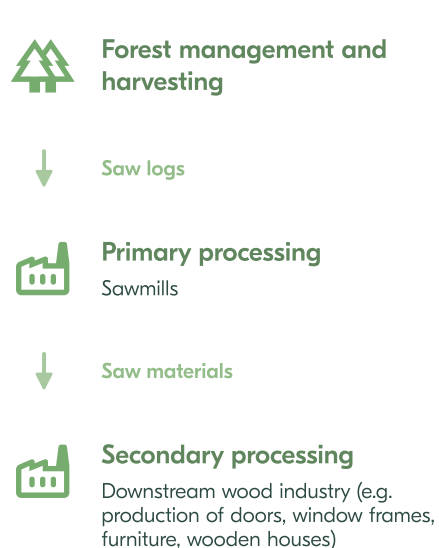 Forest management and
harvesting
Saw logs
Primary processing
Sawmills
Saw materials
Secondary processing
Downstream wood industry (e.g.
production of doors, window frames,
furniture, wooden houses)